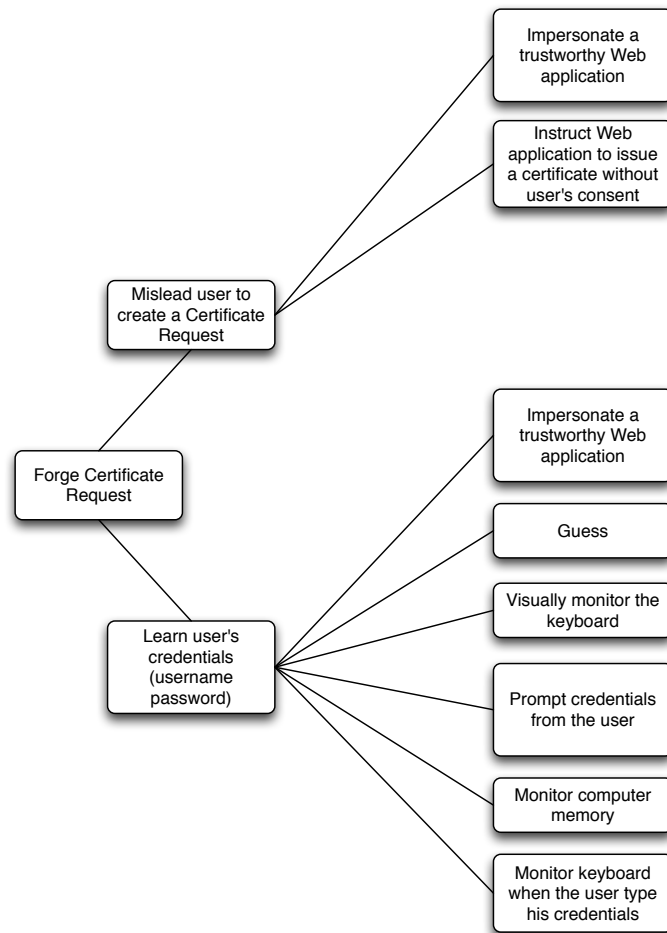 Impersonate a
trustworthy Web
application
Instruct Web
application to issue
a certificate without
user's consent
Mislead user to
create a Certificate
Request
Impersonate a
trustworthy Web
application
Forge Certificate
Request
Guess
Visually monitor the
keyboard
Learn user's
credentials
(username
password)
Prompt credentials
from the user
Monitor computer
memory
Monitor keyboard
when the user type
his credentials